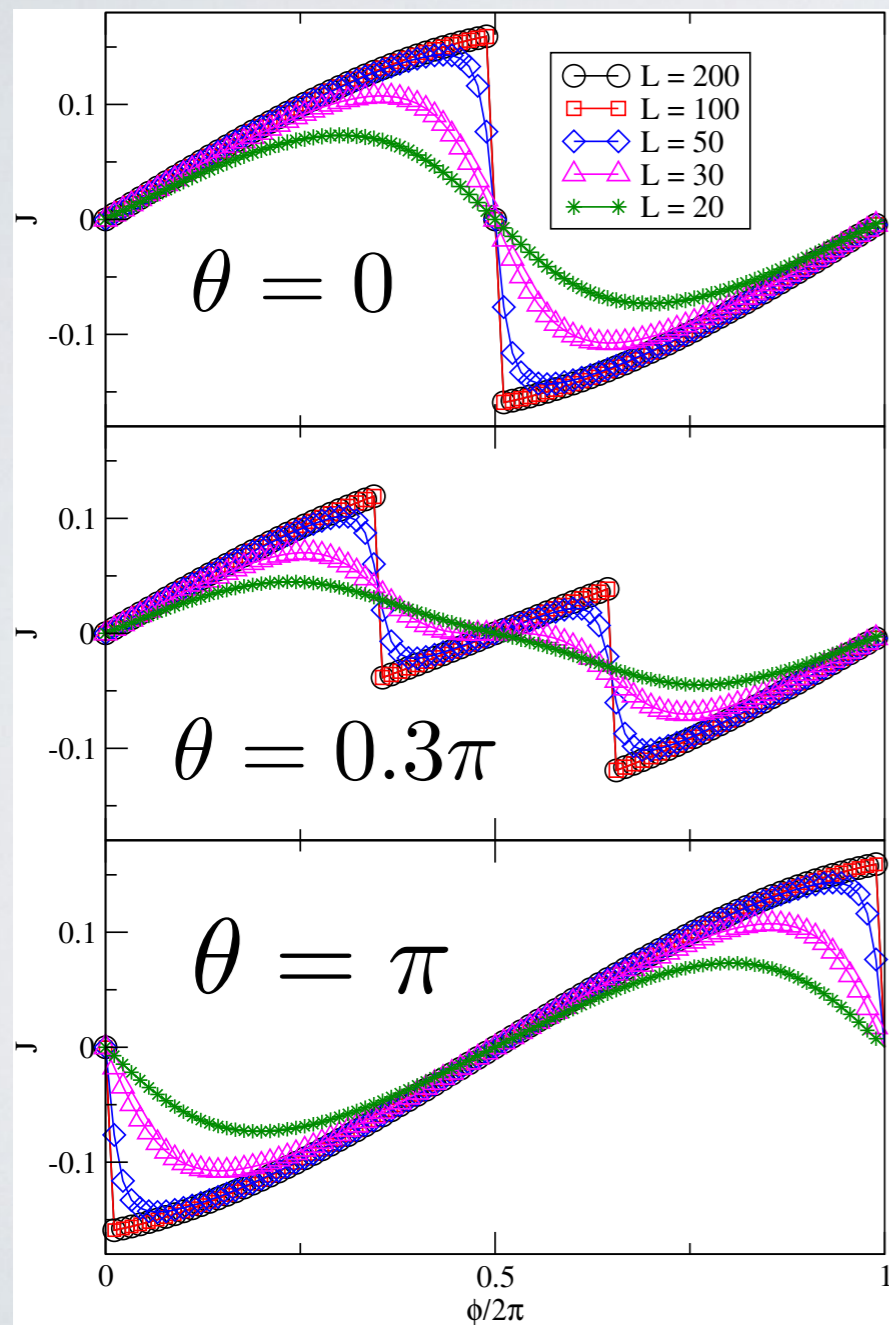 0.1
0
-0.1
J
θ = 0
L = 200
L = 100
L = 50
L = 30
L = 20
0.1
0
-0.1
J
θ = 0.3π
0.1
0
-0.1
J
θ = π
0 0.5 1
ϕ/2π